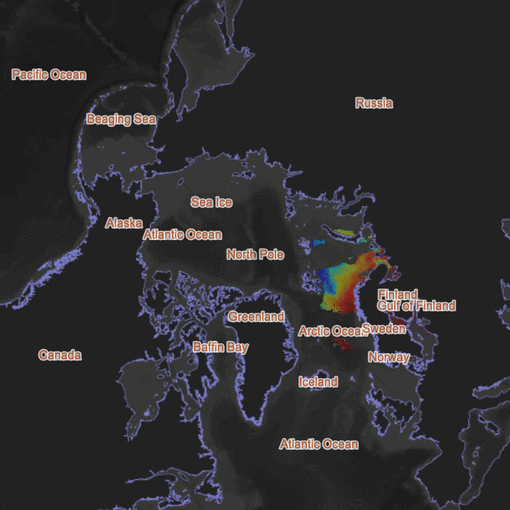 Pacific Ocean
Russia
Beaging Sea
Sea Ice
Alaska
Atlantic Ocean
North Pole
Finland
Gulf of Finland
Greenland
Arctic Ocean
Sweden
Baffin Bay
Canada
Norway
Iceland
Atlantic Ocean